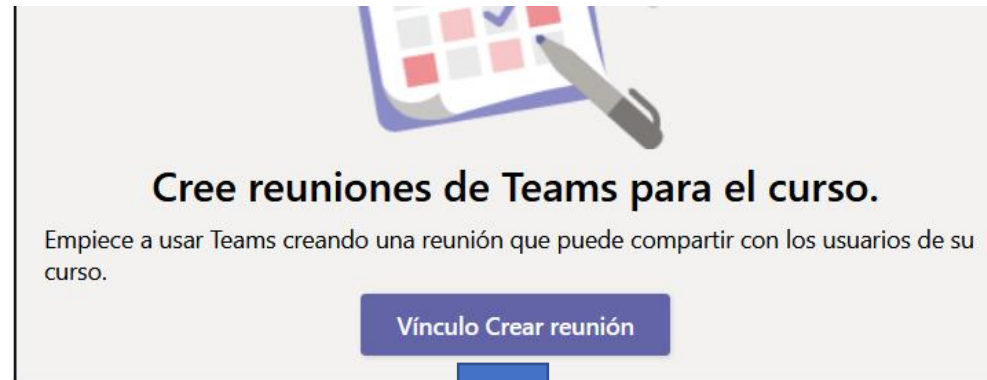 Cree reuniones de Teams para el curso.
Empiece a usar Teams creando una reunión que puede compartir con los usuarios de su
curso.
Vínculo Crear reunión